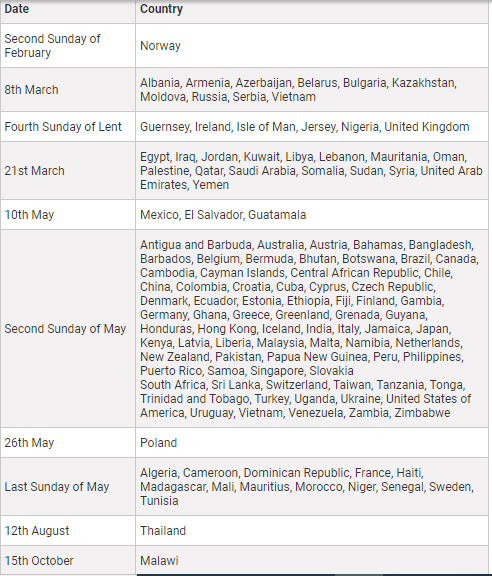 Date Country
Second Sunday of
February
Norway
8th March
Albania, Armenia, Azerbaijan, Belarus, Bulgaria, Kazakhstan,
Moldova, Russia, Serbia, Vietnam
Fourth Sunday of Lent
Guernsey, Ireland, Isle of Man, Jersey, Nigeria, United Kingdom
21st March
Egypt, Iraq, Jordan, Kuwait, Libya, Lebanon, Mauritania, Oman,
Palestine, Qatar, Saudi Arabia, Somalia, Sudan, Syria, United Arab
Emirates, Yemen
10th May
Mexico, El Salvador, Guatamala
Second Sunday of May
Antigua and Barbuda, Australia, Austria, Bahamas, Bangladesh,
Barbados, Belgium, Bermuda, Bhutan, Botswana, Brazil, Canada,
Cambodia, Cayman Islands, Central African Republic, Chile,
China, Colombia, Croatia, Cuba, Cyprus, Czech Republic,
Denmark, Ecuador, Estonia, Ethiopia, Fiji, Finland, Gambia,
Germany, Ghana, Greece, Greenland, Grenada, Guyana,
Honduras, Hong Kong, Iceland, India, Italy, Jamaica, Japan,
Kenya, Latvia, Liberia, Malaysia, Malta, Namibia, Netherlands,
New Zealand, Pakistan, Papua New Guinea, Peru, Philippines,
Puerto Rico, Samoa, Singapore, Slovakia
South Africa, Sri Lanka, Switzerland, Taiwan, Tanzania, Tonga,
Trinidad and Tobago, Turkey, Uganda, Ukraine, United States of
America, Uruguay, Vietnam, Venezuela, Zambia, Zimbabwe
26th May
Poland
Last Sunday of May
Algeria, Cameroon, Dominican Republic, France, Haiti,
Madagascar, Mali, Mauritius, Morocco, Niger, Senegal, Sweden,
Tunisia
12th August
Thailand
15th October
Malawi